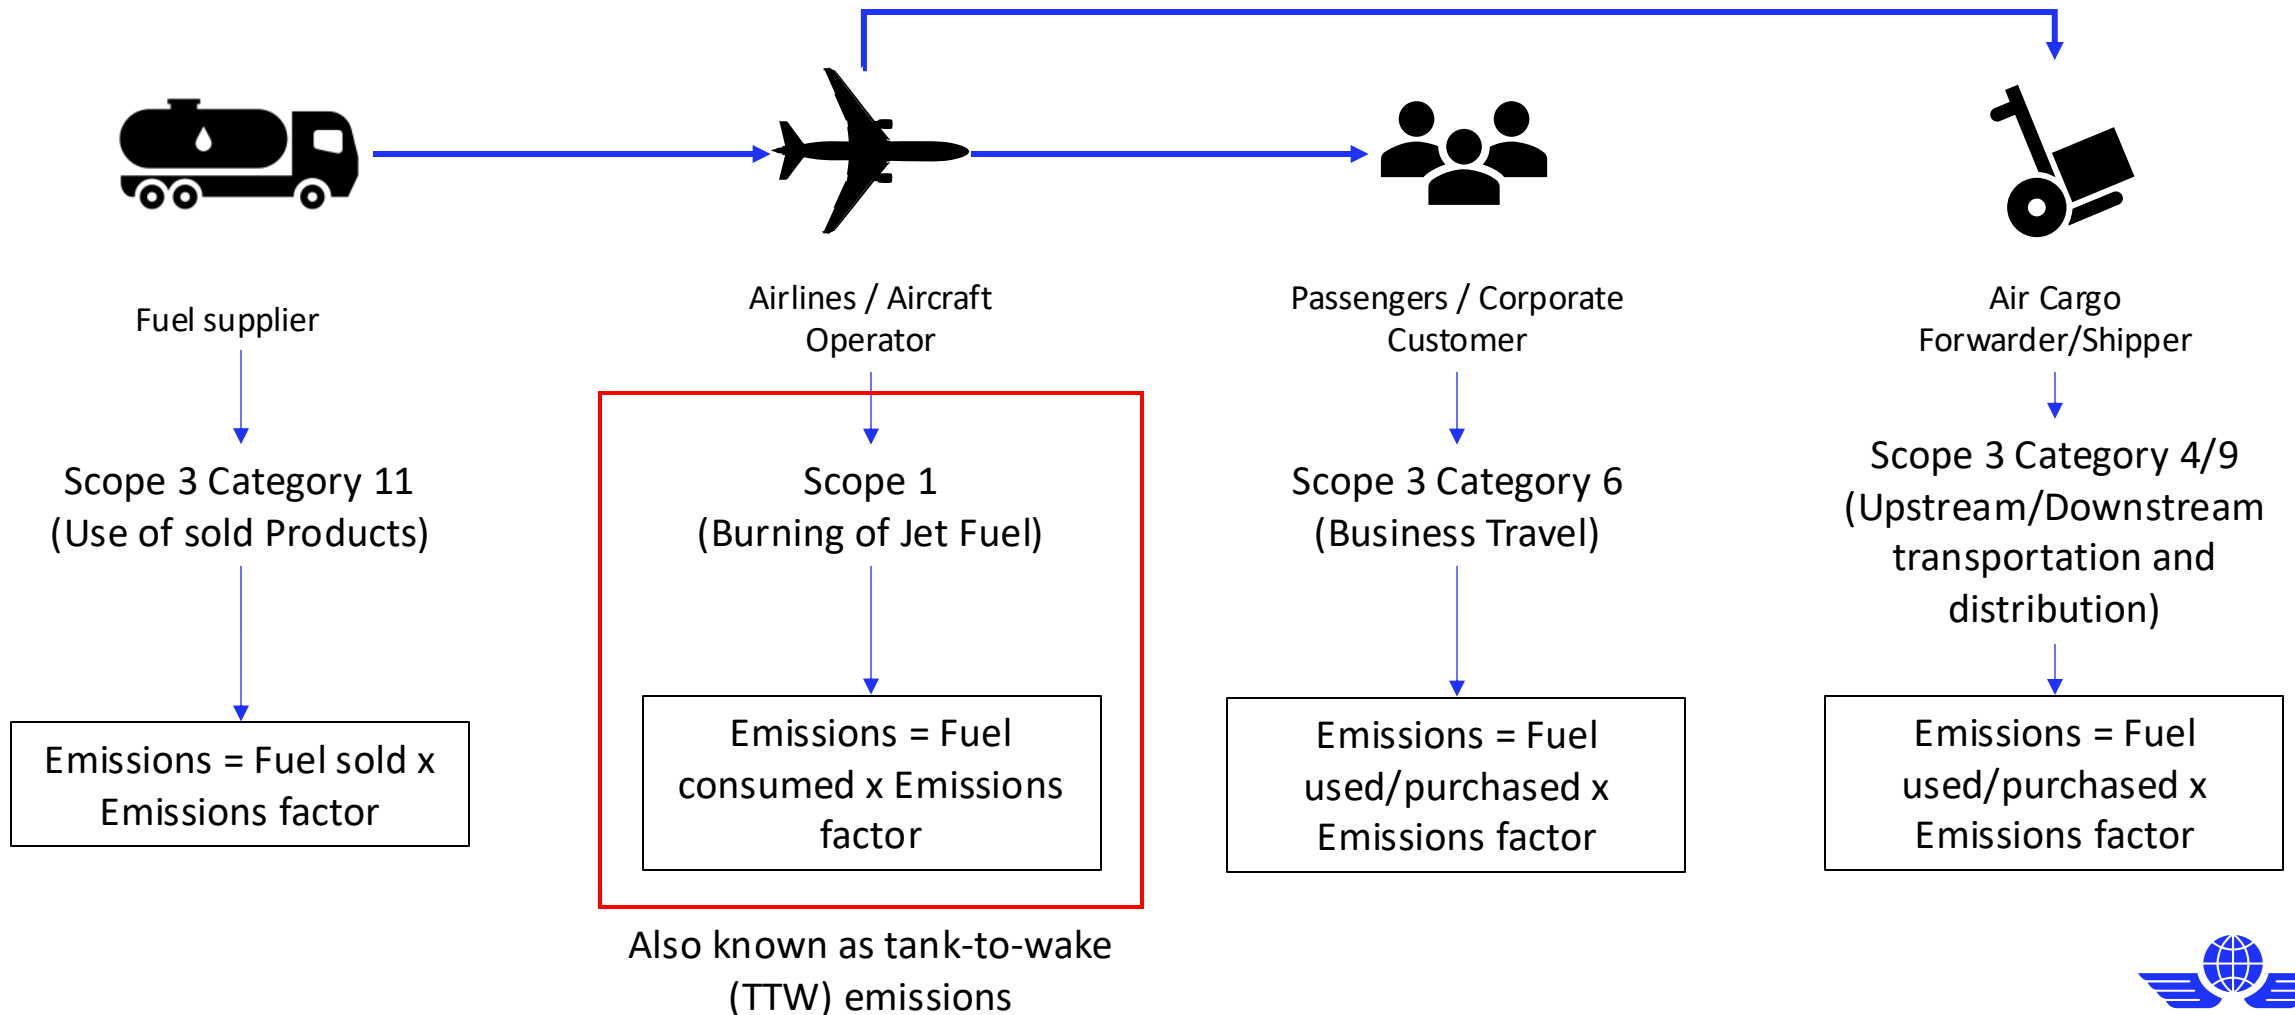 Fuel supplier
Scope 3 Category 11
(Use of sold Products)
Emissions = Fuel sold x
Emissions factor
Airlines / Aircraft
Operator
Scope 1
(Burning of Jet Fuel)
Emissions = Fuel
consumed x Emissions
factor
Also known as tank-to-wake
(TTW) emissions
Passengers / Corporate
Customer
Scope 3 Category 6
(Business Travel)
Emissions = Fuel
used/purchased x
Emissions factor
Air Cargo
Forwarder/Shipper
Scope 3 Category 4/9
(Upstream/Downstream
transportation and
distribution)
Emissions = Fuel
used/purchased x
Emissions factor